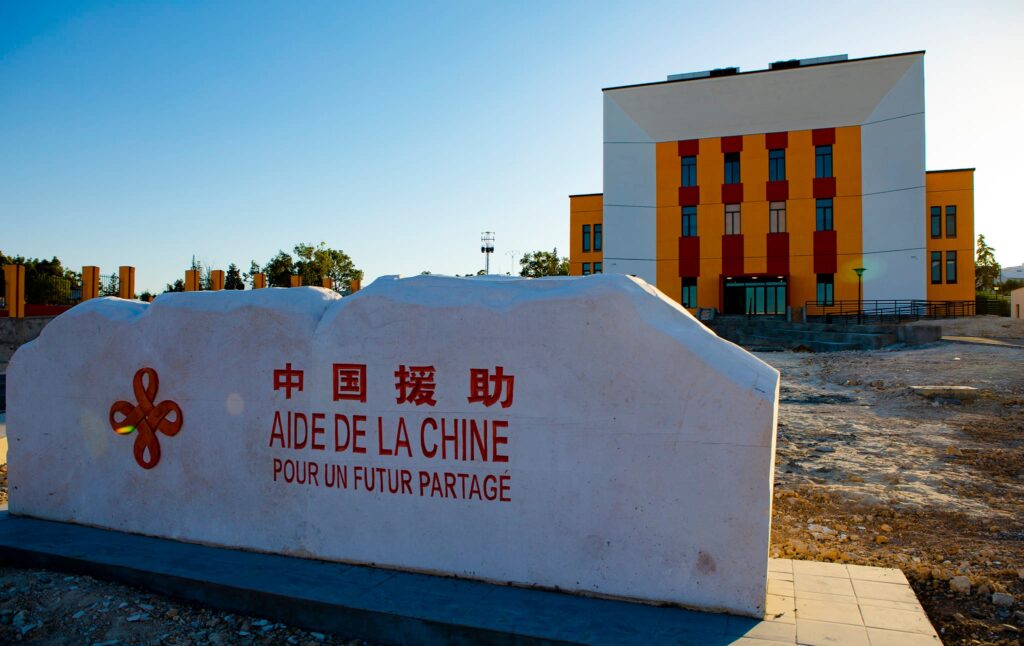 中国援助
AIDE DE LA CHINE
POUR UN FUTUR PARTAGÉ